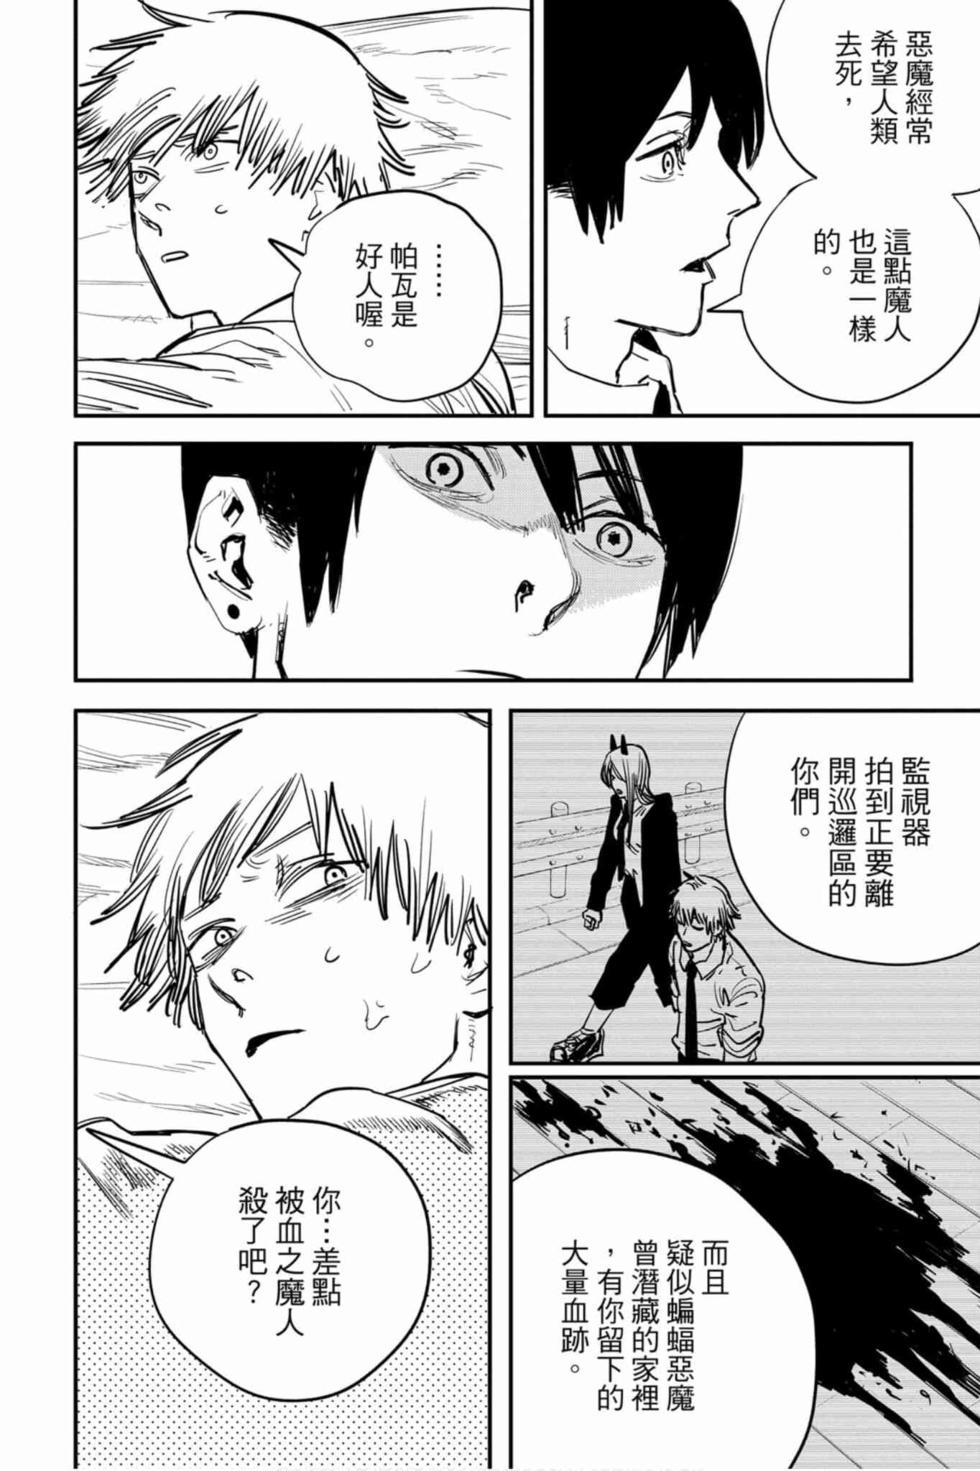 惡魔經常
希望人類
去死，
這點魔人
也是一樣
的。
……
帕瓦是
好人喔。
監視器
拍到正要離
開巡邏區的
你們。
而且
疑似蝙蝠惡魔
曾潛藏的家裡
，有你留下的
大量血跡。
你…差點
被血之魔人
殺了吧？